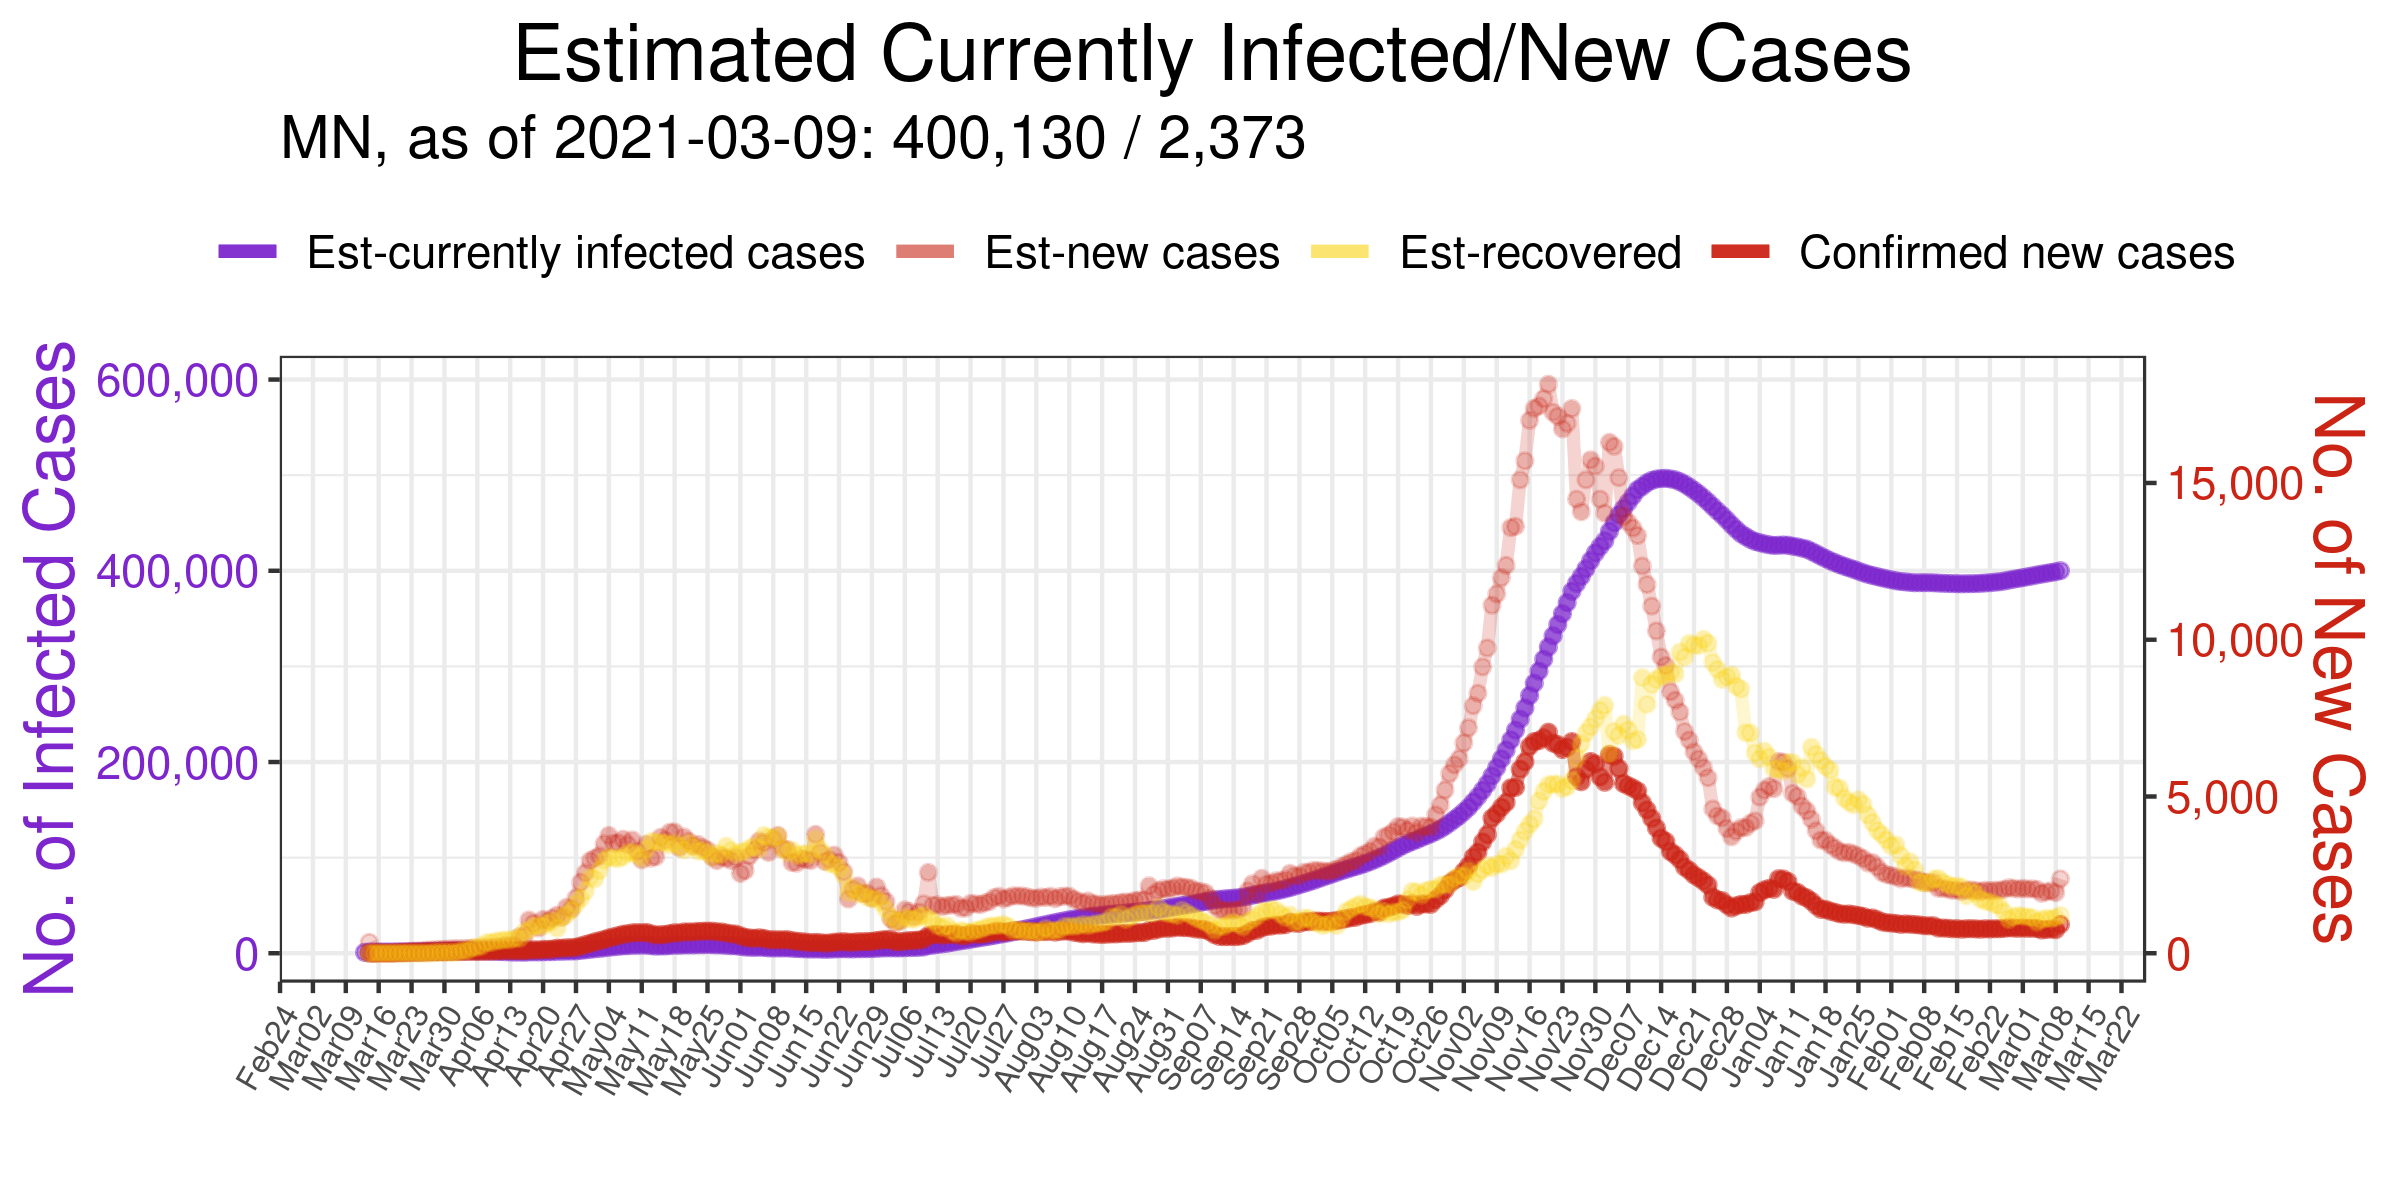 Estimated Currently Infected/New Cases
MN, as of 2021-03-09: 400,130 / 2,373
Est-currently infected cases Est-new cases Est-recovered Confirmed new cases
No. of Infected Cases
600,000
400,000
200,000
0
15,000
10,000
5,000
0
No. of New Cases
Feb24
Mar02
Mar09
Mar16
Mar23
Mar30
Apr06
Apr13
Apr20
Apr27
May04
May11
May18
May25
Jun01
Jun08
Jun15
Jun22
Jun29
Jul06
Jul13
Jul20
Jul27
Aug03
Aug10
Aug17
Aug24
Aug31
Sep07
Sep14
Sep21
Sep28
Oct05
Oct12
Oct19
Oct26
Nov02
Nov09
Nov16
Nov23
Nov30
Dec07
Dec14
Dec21
Dec28
Jan04
Jan11
Jan18
Jan25
Feb01
Feb08
Feb15
Feb22
Mar01
Mar08
Mar15
Mar22